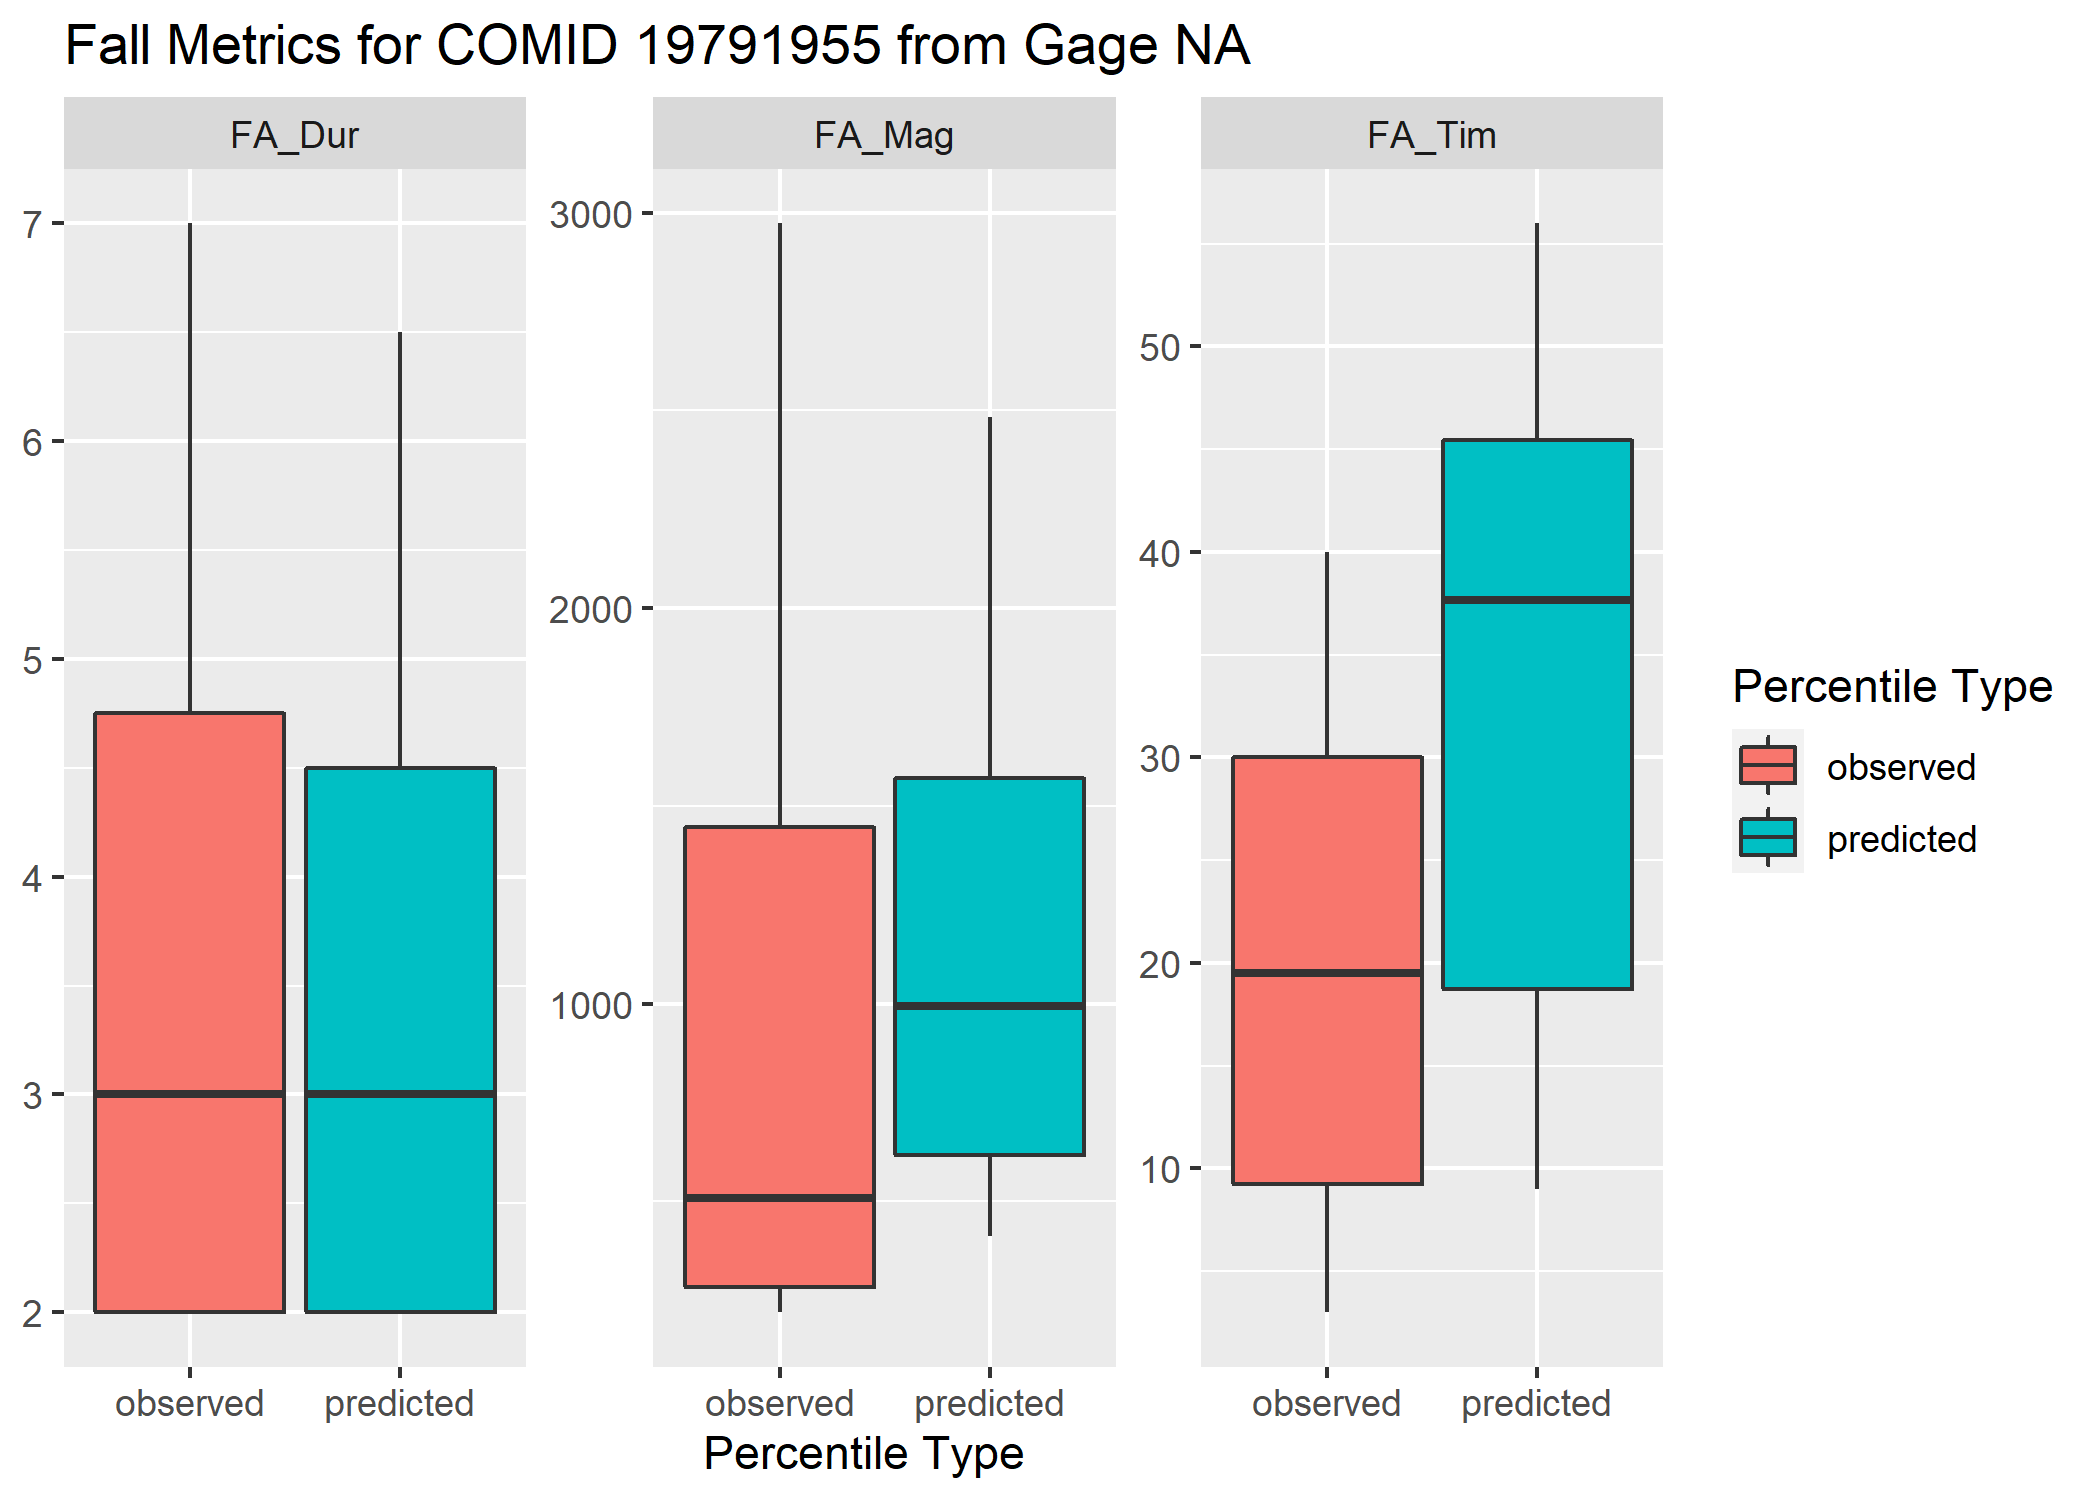 Fall Metrics for COMID 19791955 from Gage NA
FA_Dur
FA_Mag
FA_Tim
7
6
5
4
3
2
3000
2000
1000
50
40
30
20
10
observed
predicted
observed
predicted
observed
predicted
Percentile Type
Percentile Type
observed
predicted